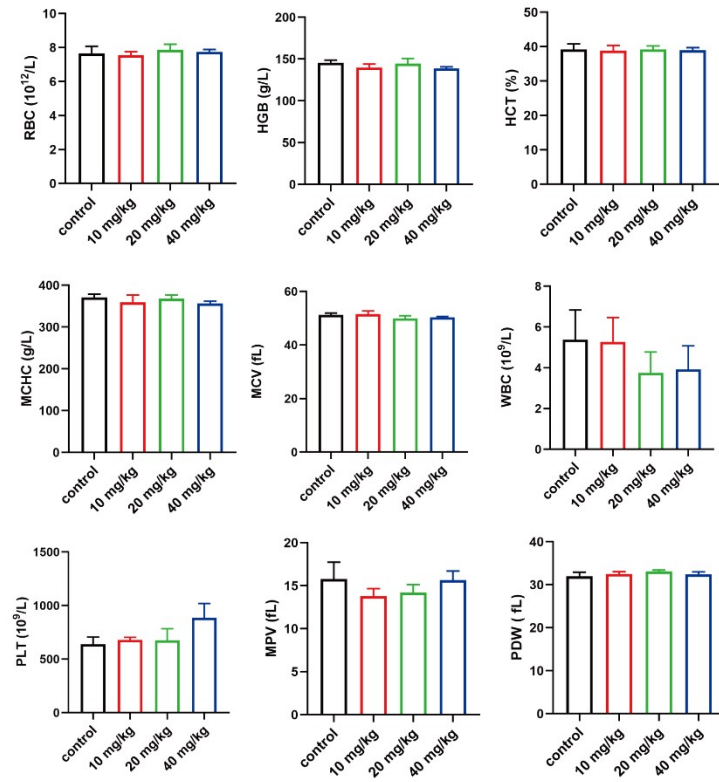 RBC (10¹²/L)
8
6
4
2
0
control
10 mg/kg
20 mg/kg
40 mg/kg
HGB (g/L)
200
150
100
50
0
control
10 mg/kg
20 mg/kg
40 mg/kg
HCT (%)
50
40
30
20
10
0
control
10 mg/kg
20 mg/kg
40 mg/kg
MCHC (g/L)
400
300
200
100
0
control
10 mg/kg
20 mg/kg
40 mg/kg
MCV (fL)
60
40
20
0
control
10 mg/kg
20 mg/kg
40 mg/kg
WBC (10⁹/L)
8
6
4
2
0
control
10 mg/kg
20 mg/kg
40 mg/kg
PLT (10⁹/L)
1500
1000
500
0
control
10 mg/kg
20 mg/kg
40 mg/kg
MPV (fL)
20
15
10
5
0
control
10 mg/kg
20 mg/kg
40 mg/kg
PDW ( fL)
40
30
20
10
0
control
10 mg/kg
20 mg/kg
40 mg/kg